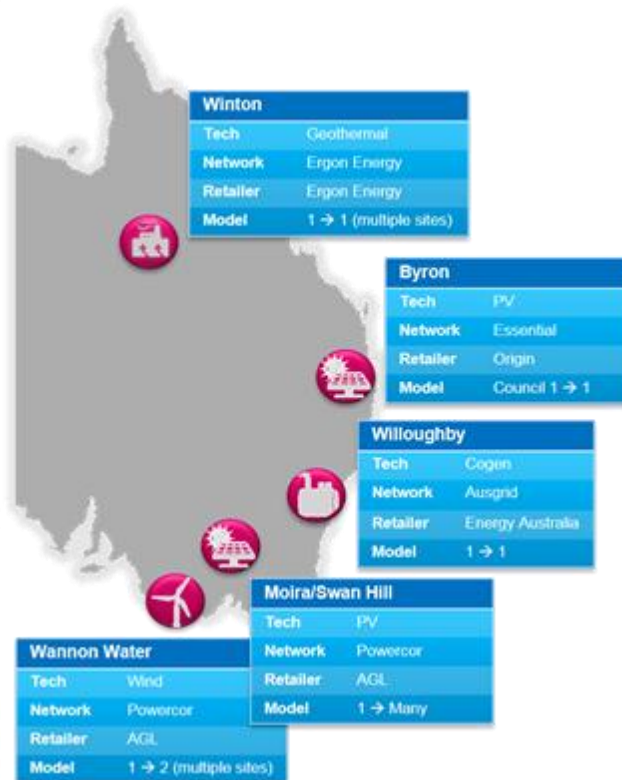 Winton
Tech Geothermal
Network Ergon Energy
Retailer Ergon Energy
Model 1 → 1 (multiple sites)
Byron
Tech PV
Network Essential
Retailer Origin
Model Council 1 → 1
Willoughby
Tech Cogen
Network Ausgrid
Retailer Energy Australia
Model 1 → 1
Moira/Swan Hill
Tech PV
Network Powercor
Retailer AGL
Model 1 → Many
Wannon Water
Tech Wind
Network Powercor
Retailer AGL
Model 1 → 2 (multiple sites)